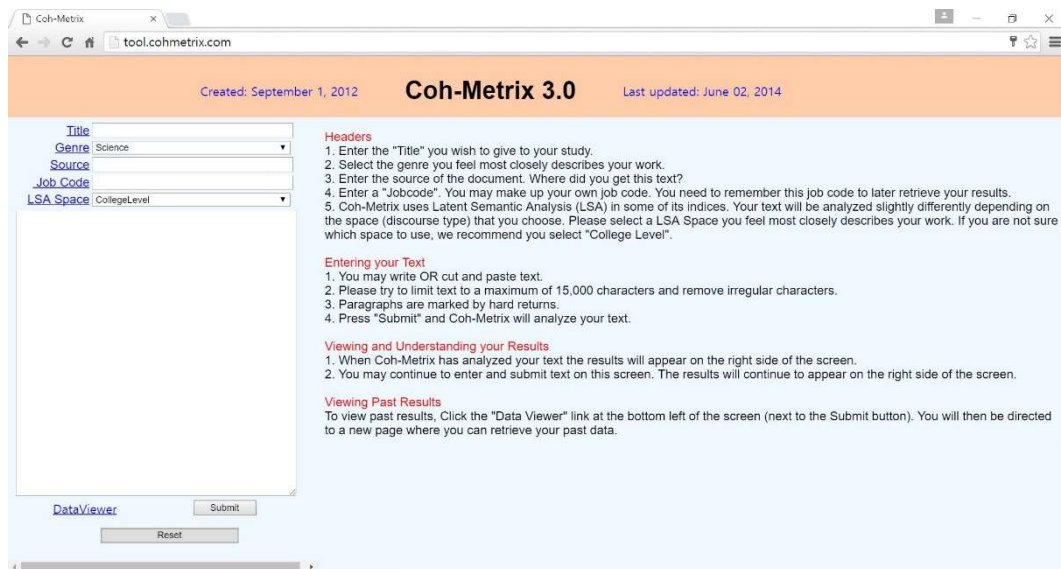 Coh-Metrix
tool.cohmetrix.com
Created: September 1, 2012
Coh-Metrix 3.0
Last updated: June 02, 2014
Title
Genre Science
Source
Job Code
LSA Space CollegeLevel
DataViewer
Submit
Reset
Headers
1. Enter the "Title" you wish to give to your study.
2. Select the genre you feel most closely describes your work.
3. Enter the source of the document. Where did you get this text?
4. Enter a "Jobcode". You may make up your own job code. You need to remember this job code to later retrieve your results.
5. Coh-Metrix uses Latent Semantic Analysis (LSA) in some of its indices. Your text will be analyzed slightly differently depending on
the space (discourse type) that you choose. Please select a LSA Space you feel most closely describes your work. If you are not sure
which space to use, we recommend you select "College Level".
Entering your Text
1. You may write OR cut and paste text.
2. Please try to limit text to a maximum of 15,000 characters and remove irregular characters.
3. Paragraphs are marked by hard returns.
4. Press "Submit" and Coh-Metrix will analyze your text.
Viewing and Understanding your Results
1. When Coh-Metrix has analyzed your text the results will appear on the right side of the screen.
2. You may continue to enter and submit text on this screen. The results will continue to appear on the right side of the screen.
Viewing Past Results
To view past results, Click the "Data Viewer" link at the bottom left of the screen (next to the Submit button). You will then be directed
to a new page where you can retrieve your past data.